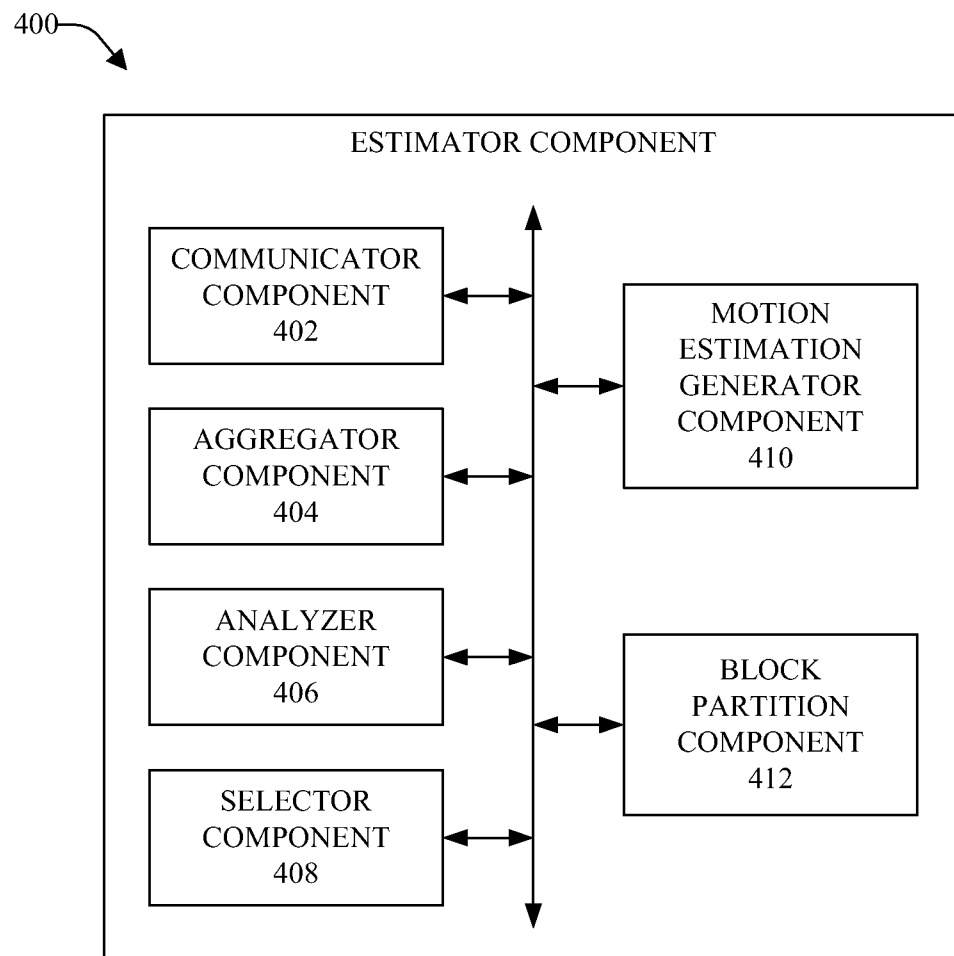 400
ESTIMATOR COMPONENT
COMMUNICATOR
COMPONENT
402
AGGREGATOR
COMPONENT
404
ANALYZER
COMPONENT
406
SELECTOR
COMPONENT
408
MOTION
ESTIMATION
GENERATOR
COMPONENT
410
BLOCK
PARTITION
COMPONENT
412